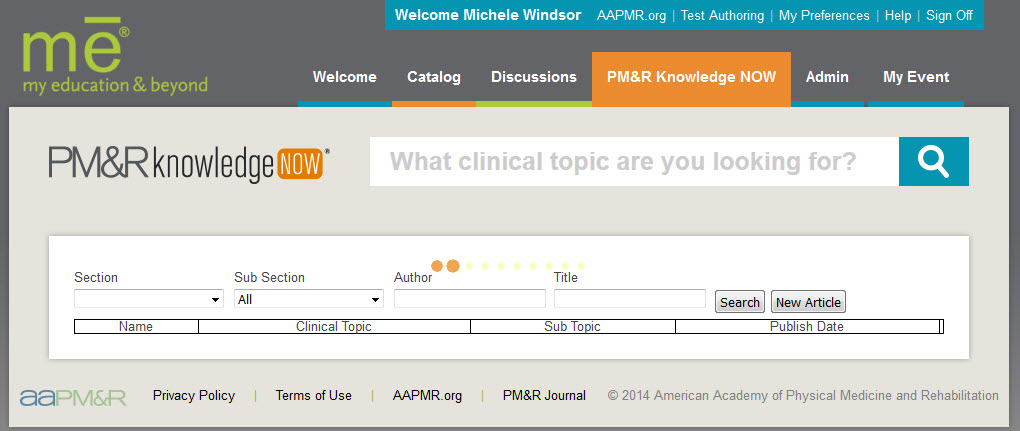 Welcome Michele Windsor AAPMR.org | Test Authoring | My Preferences | Help | Sign Off
mē®
my education & beyond
Welcome Catalog Discussions PM&R Knowledge NOW Admin My Event
PM&R knowledge NOW® What clinical topic are you looking for?
Section Sub Section Author Title
All Search New Article
Name Clinical Topic Sub Topic Publish Date
aaPM&R Privacy Policy | Terms of Use | AAPMR.org | PM&R Journal © 2014 American Academy of Physical Medicine and Rehabilitation